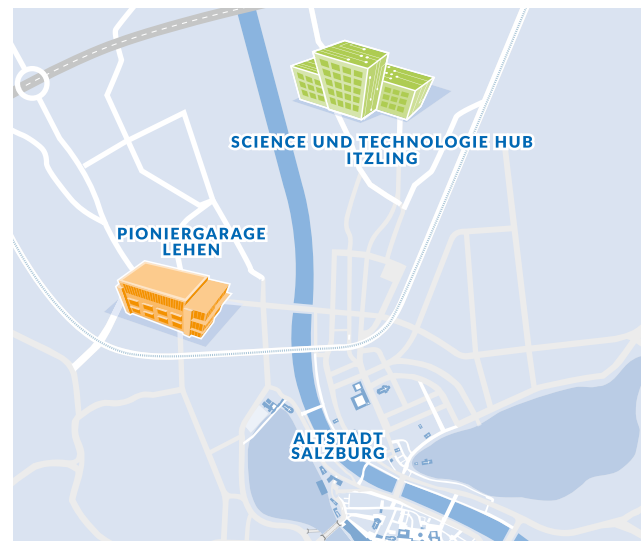 SCIENCE UND TECHNOLOGIE HUB
ITZLING
PIONIERGARAGE
LEHEN
ALTSTADT
SALZBURG